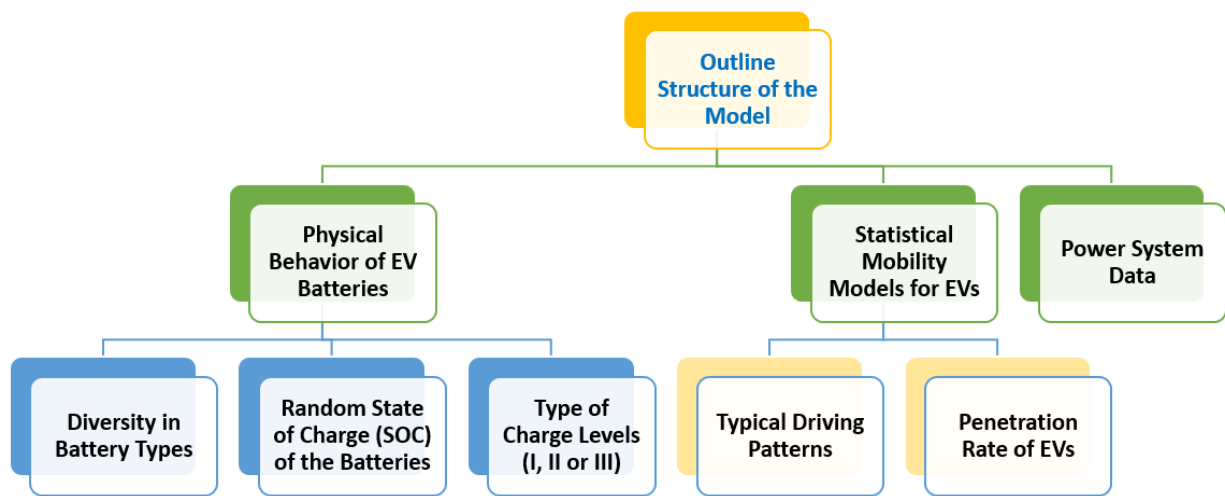 Outline
Structure of the
Model
Physical
Behavior of EV
Batteries
Statistical
Mobility
Models for EVs
Power System
Data
Diversity in
Battery Types
Random State
of Charge (SOC)
of the Batteries
Type of
Charge Levels
(I, II or III)
Typical Driving
Patterns
Penetration
Rate of EVs